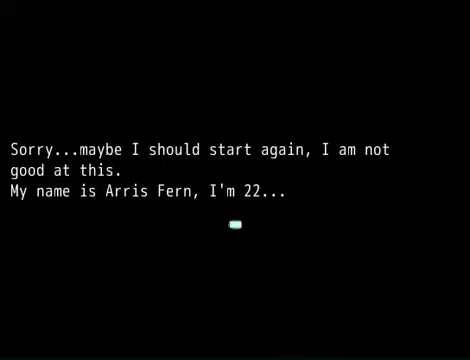 Sorry...maybe I should start again, I am not
good at this.
My name is Arris Fern, I'm 22...